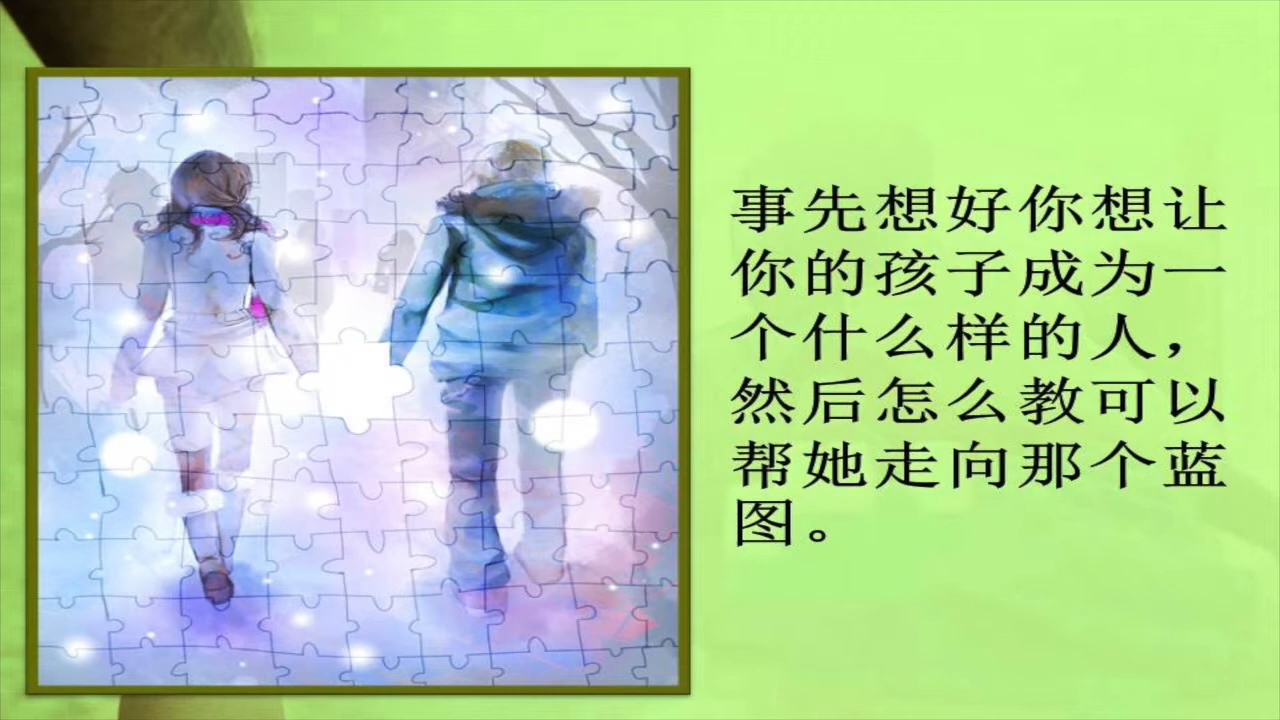 事先想好你想让
你的孩子成为一
个什么样的人，
然后怎么教可以
帮她走向那个蓝
图。